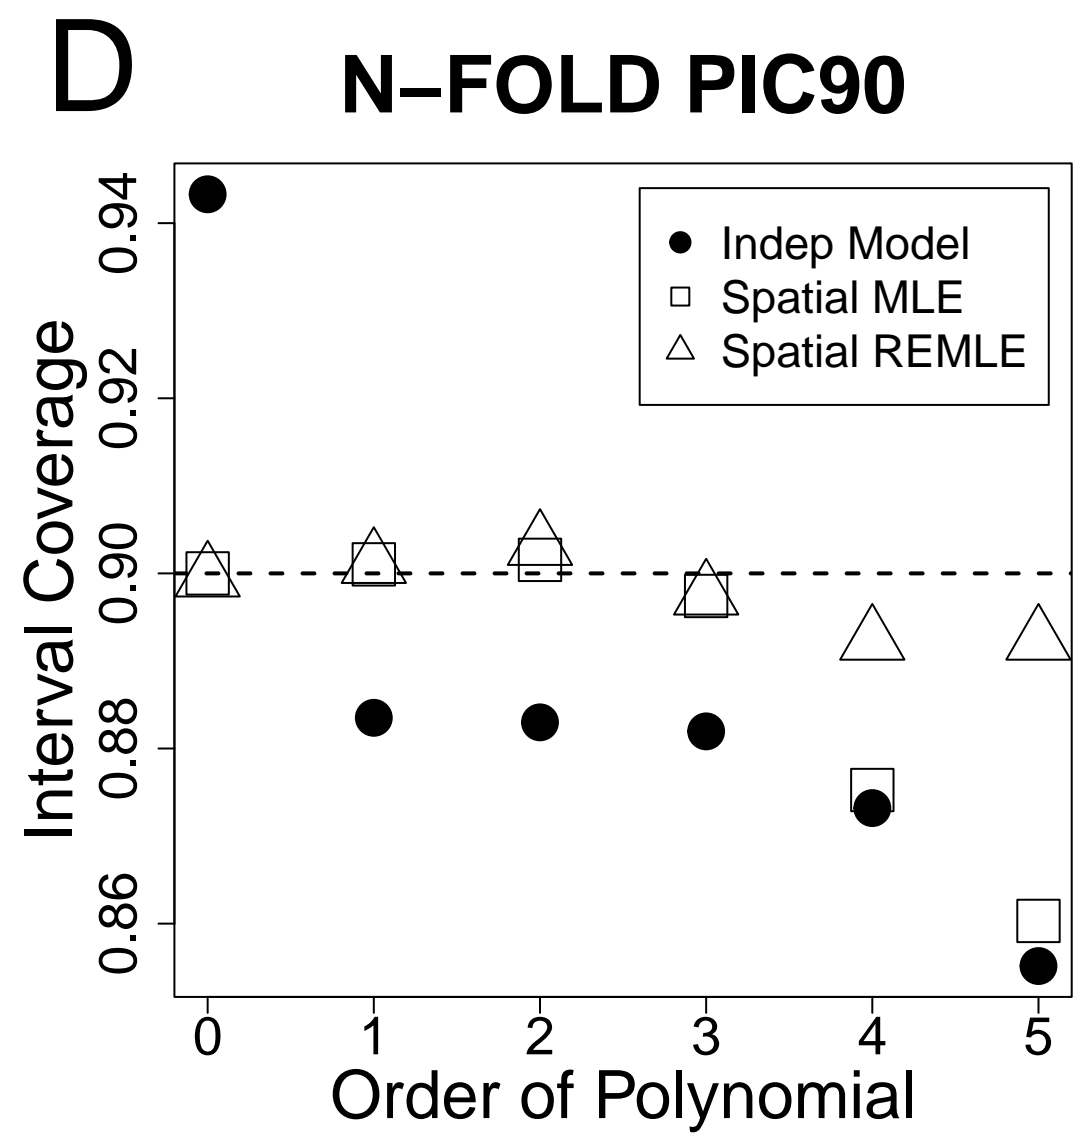 D
N−FOLD PIC90
Indep Model
Spatial MLE
Spatial REMLE
Interval Coverage
0.94
0.92
0.90
0.88
0.86
0 1 2 3 4 5
Order of Polynomial